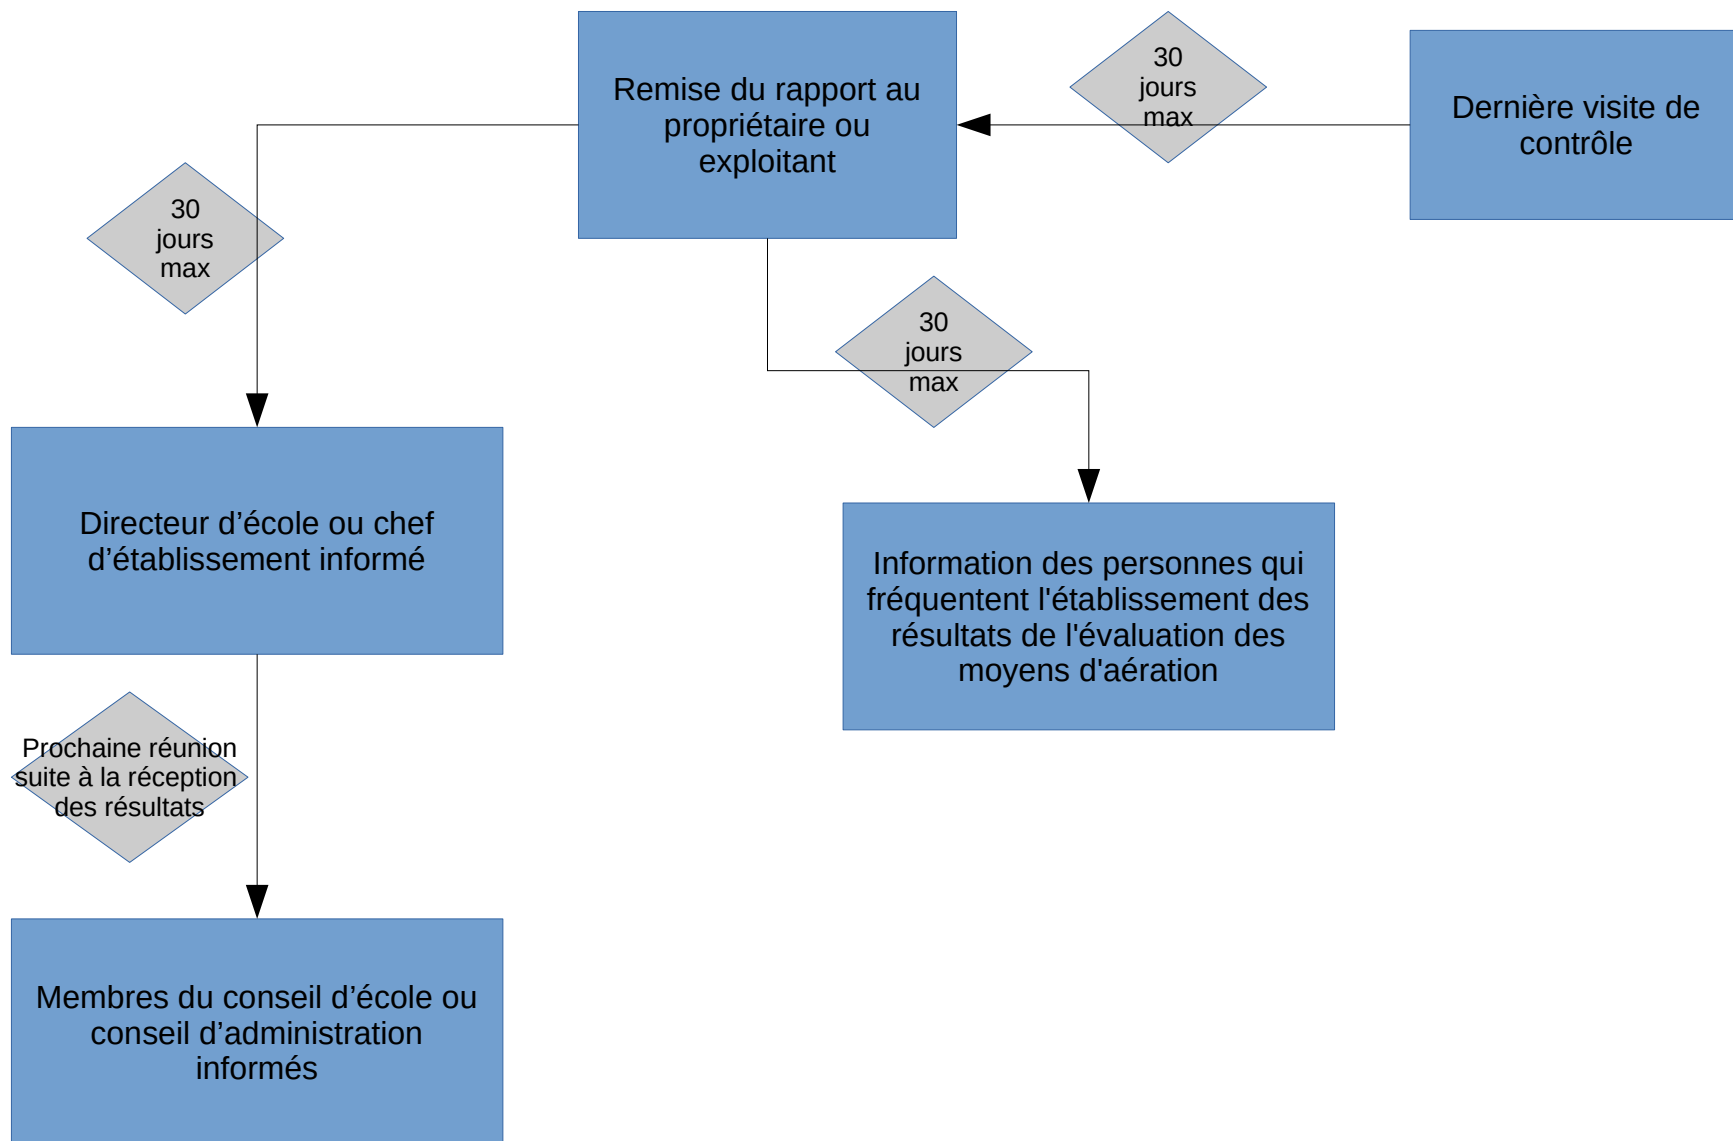 Remise du rapport au
propriétaire ou
exploitant
30
jours
max
Dernière visite de
contrôle
30
jours
max
30
jours
max
Directeur d’école ou chef
d’établissement informé
Information des personnes qui
fréquentent l'établissement des
résultats de l'évaluation des
moyens d'aération
Prochaine réunion
suite à la réception
des résultats
Membres du conseil d’école ou
conseil d’administration
informés